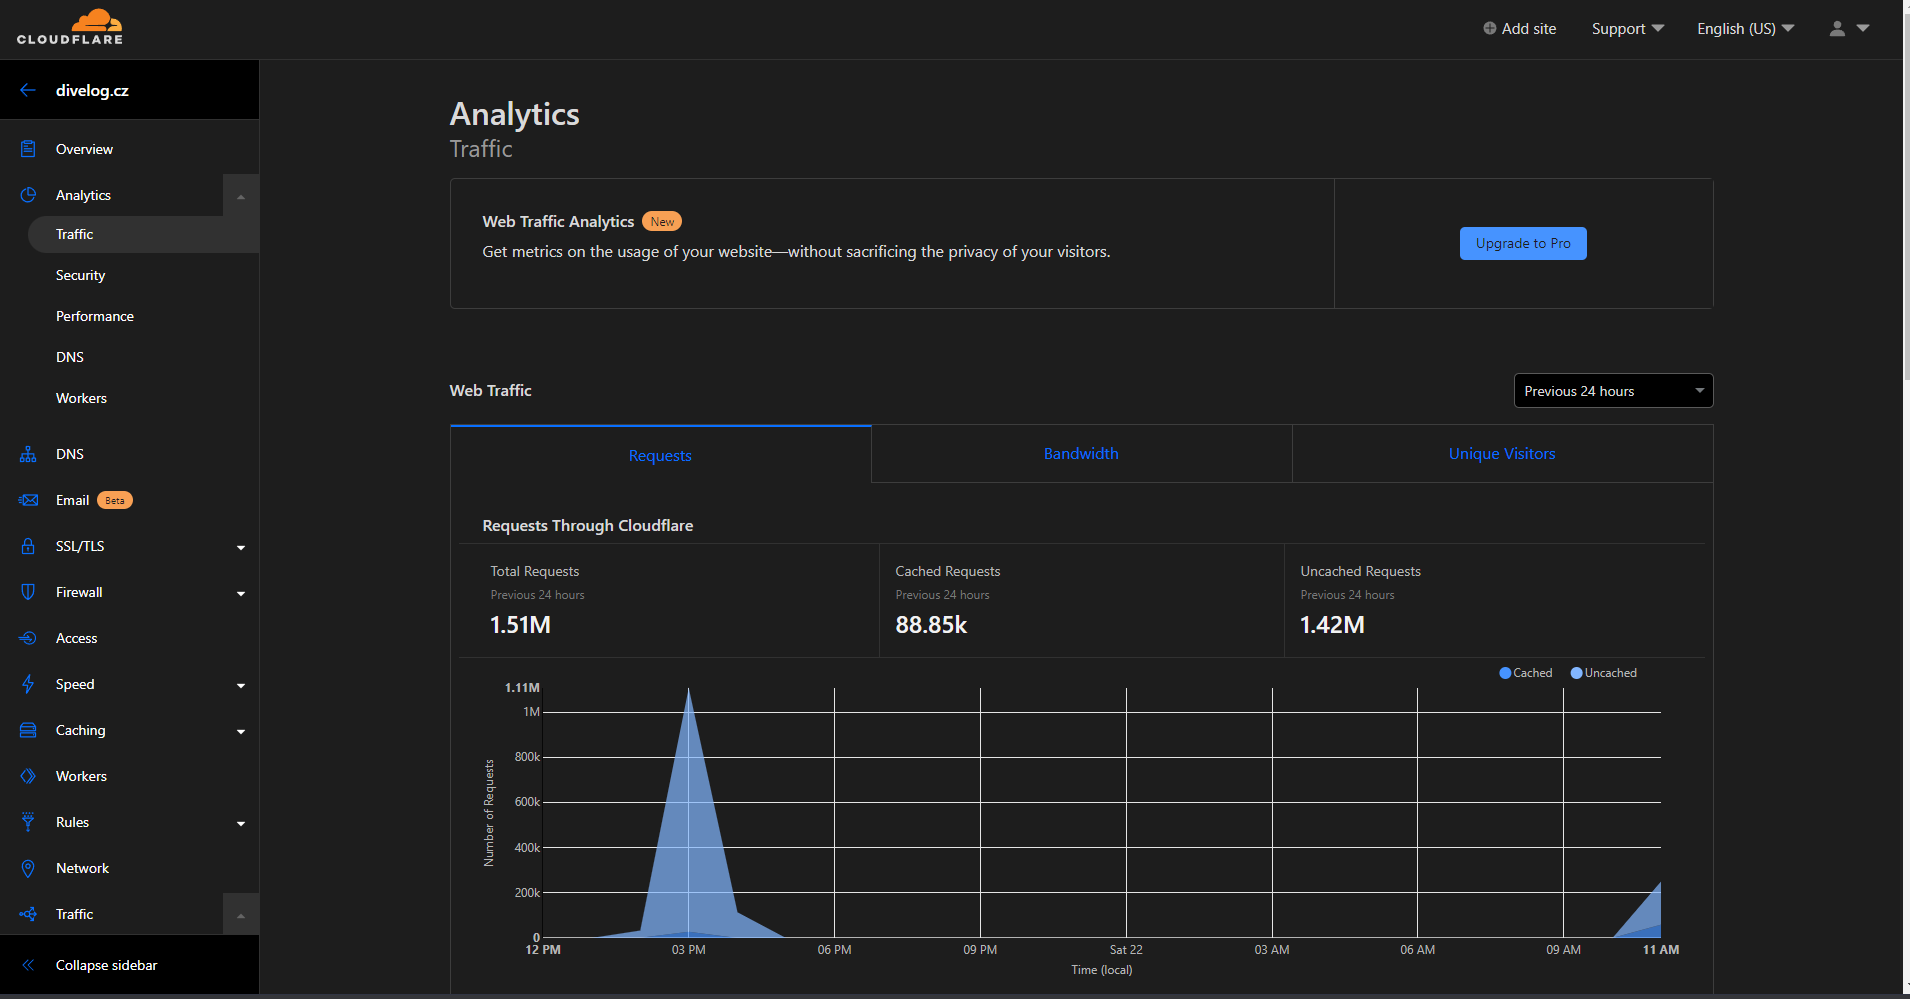 CLOUDFLARE
Add site
Support
English (US)
divelog.cz
Overview
Analytics
Traffic
Security
Performance
DNS
Workers
DNS
Email Beta
SSL/TLS
Firewall
Access
Speed
Caching
Workers
Rules
Network
Traffic
Collapse sidebar
Analytics
Traffic
Web Traffic Analytics New
Get metrics on the usage of your website—without sacrificing the privacy of your visitors.
Upgrade to Pro
Web Traffic
Previous 24 hours
Requests
Bandwidth
Unique Visitors
Requests Through Cloudflare
Total Requests
Previous 24 hours
1.51M
Cached Requests
Previous 24 hours
88.85k
Uncached Requests
Previous 24 hours
1.42M
Cached
Uncached
Number of Requests
1.11M
1M
800k
600k
400k
200k
0
12 PM
03 PM
06 PM
09 PM
Sat 22
03 AM
06 AM
09 AM
11 AM
Time (local)